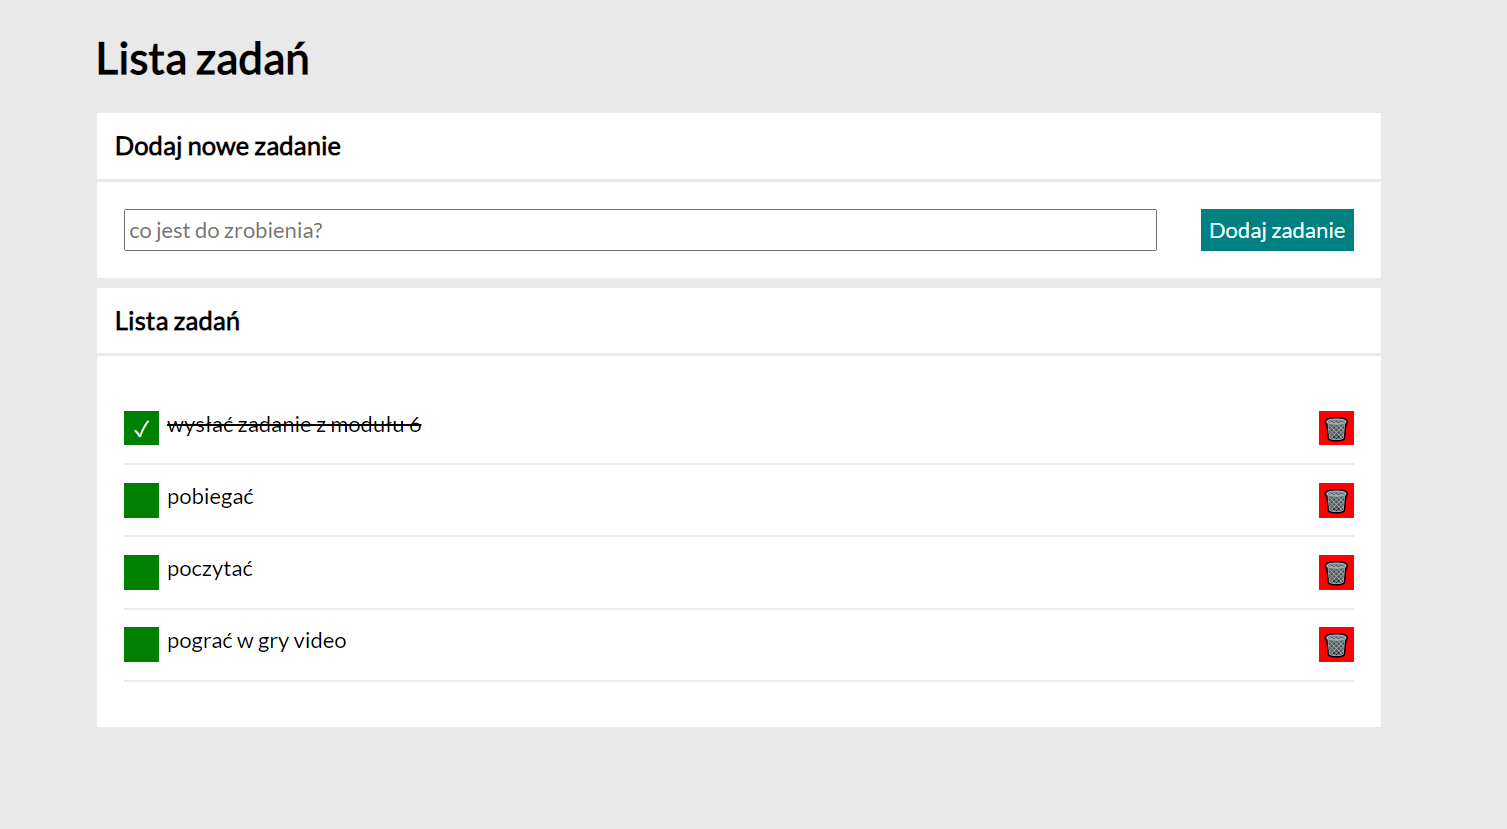 Lista zadań
Dodaj nowe zadanie
co jest do zrobienia?
Dodaj zadanie
Lista zadań
✓ wysłać zadanie z modułu 6
pobiegać
poczytać
pograć w gry video